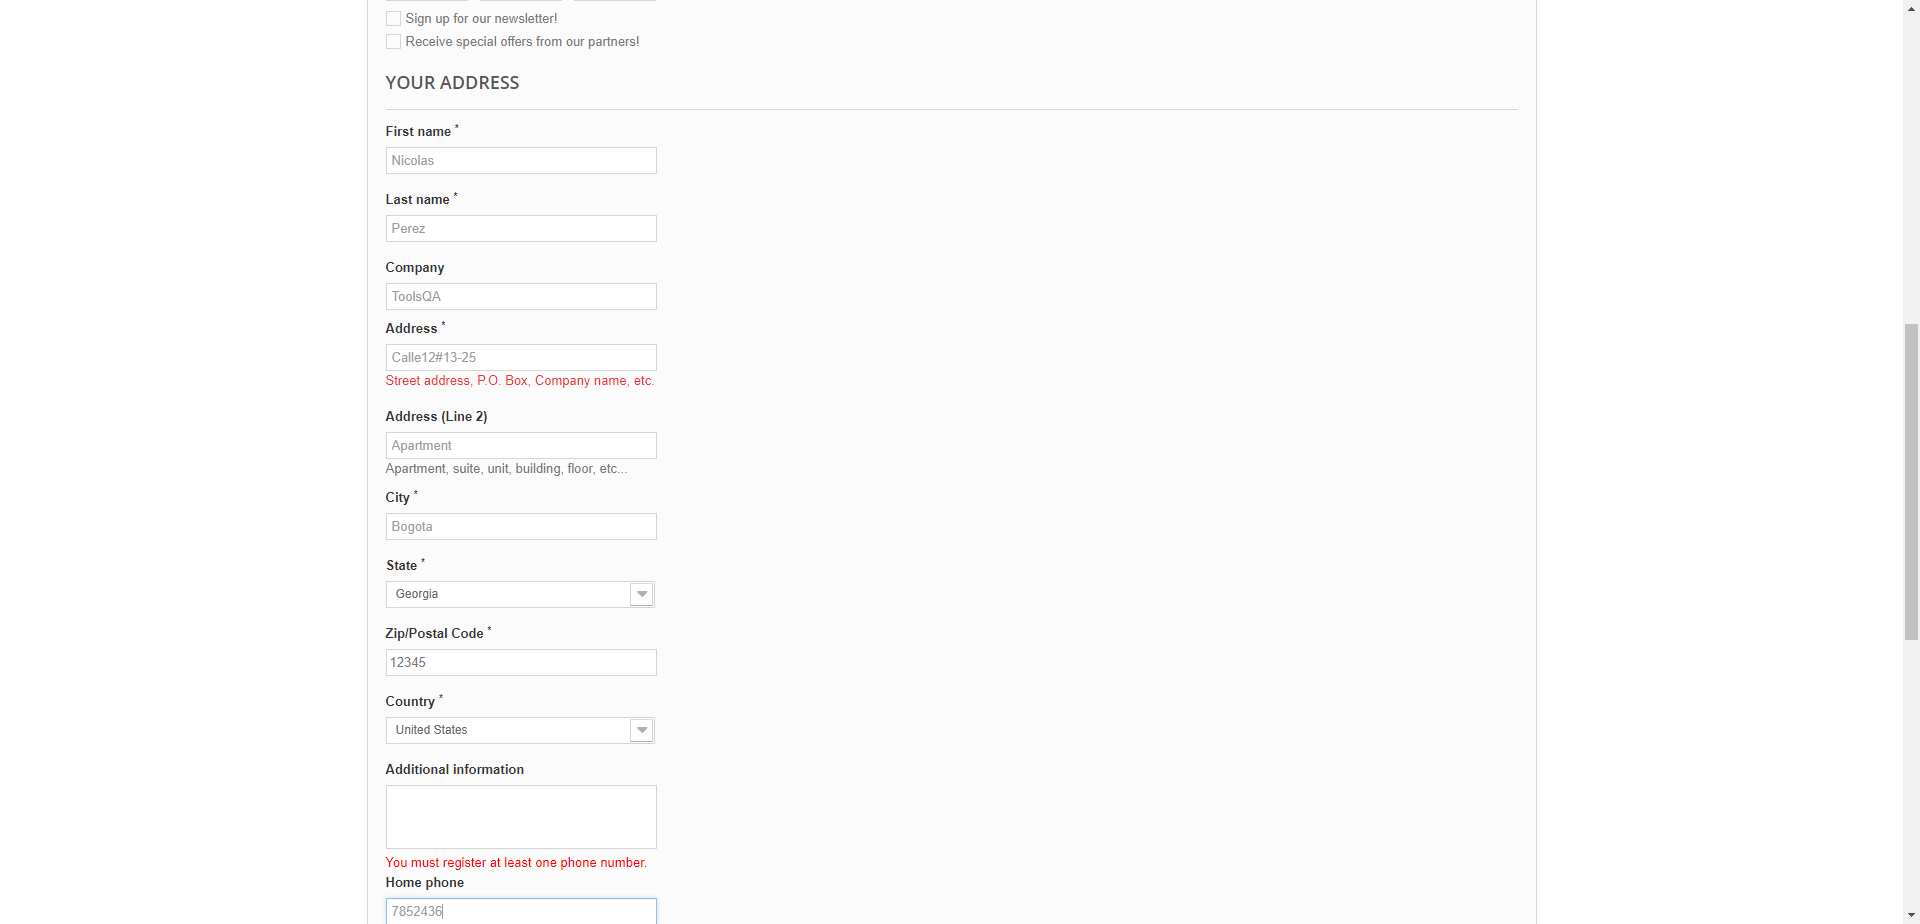 Sign up for our newsletter!
Receive special offers from our partners!
YOUR ADDRESS
First name *
Nicolas
Last name *
Perez
Company
ToolsQA
Address *
Calle12#13-25
Street address, P.O. Box, Company name, etc.
Address (Line 2)
Apartment
Apartment, suite, unit, building, floor, etc...
City *
Bogota
State *
Georgia
Zip/Postal Code *
12345
Country *
United States
Additional information
You must register at least one phone number.
Home phone
7852436